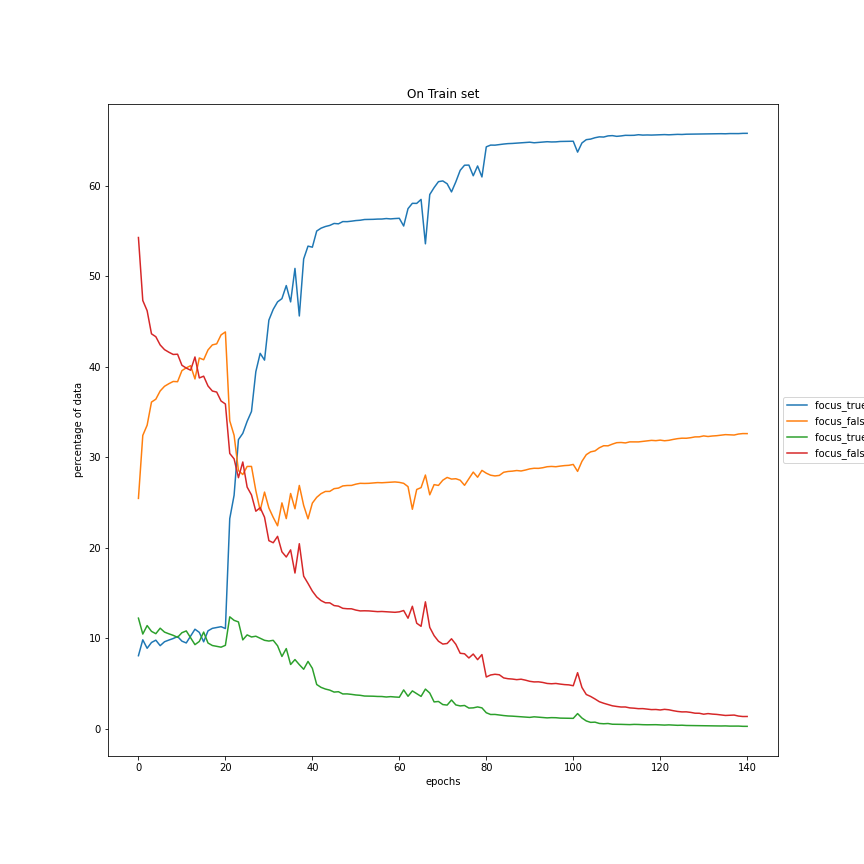 On Train set
percentage of data
60
50
40
30
20
10
0
0 20 40 60 80 100 120 140
epochs
focus_true
focus_fals
focus_true
focus_fals